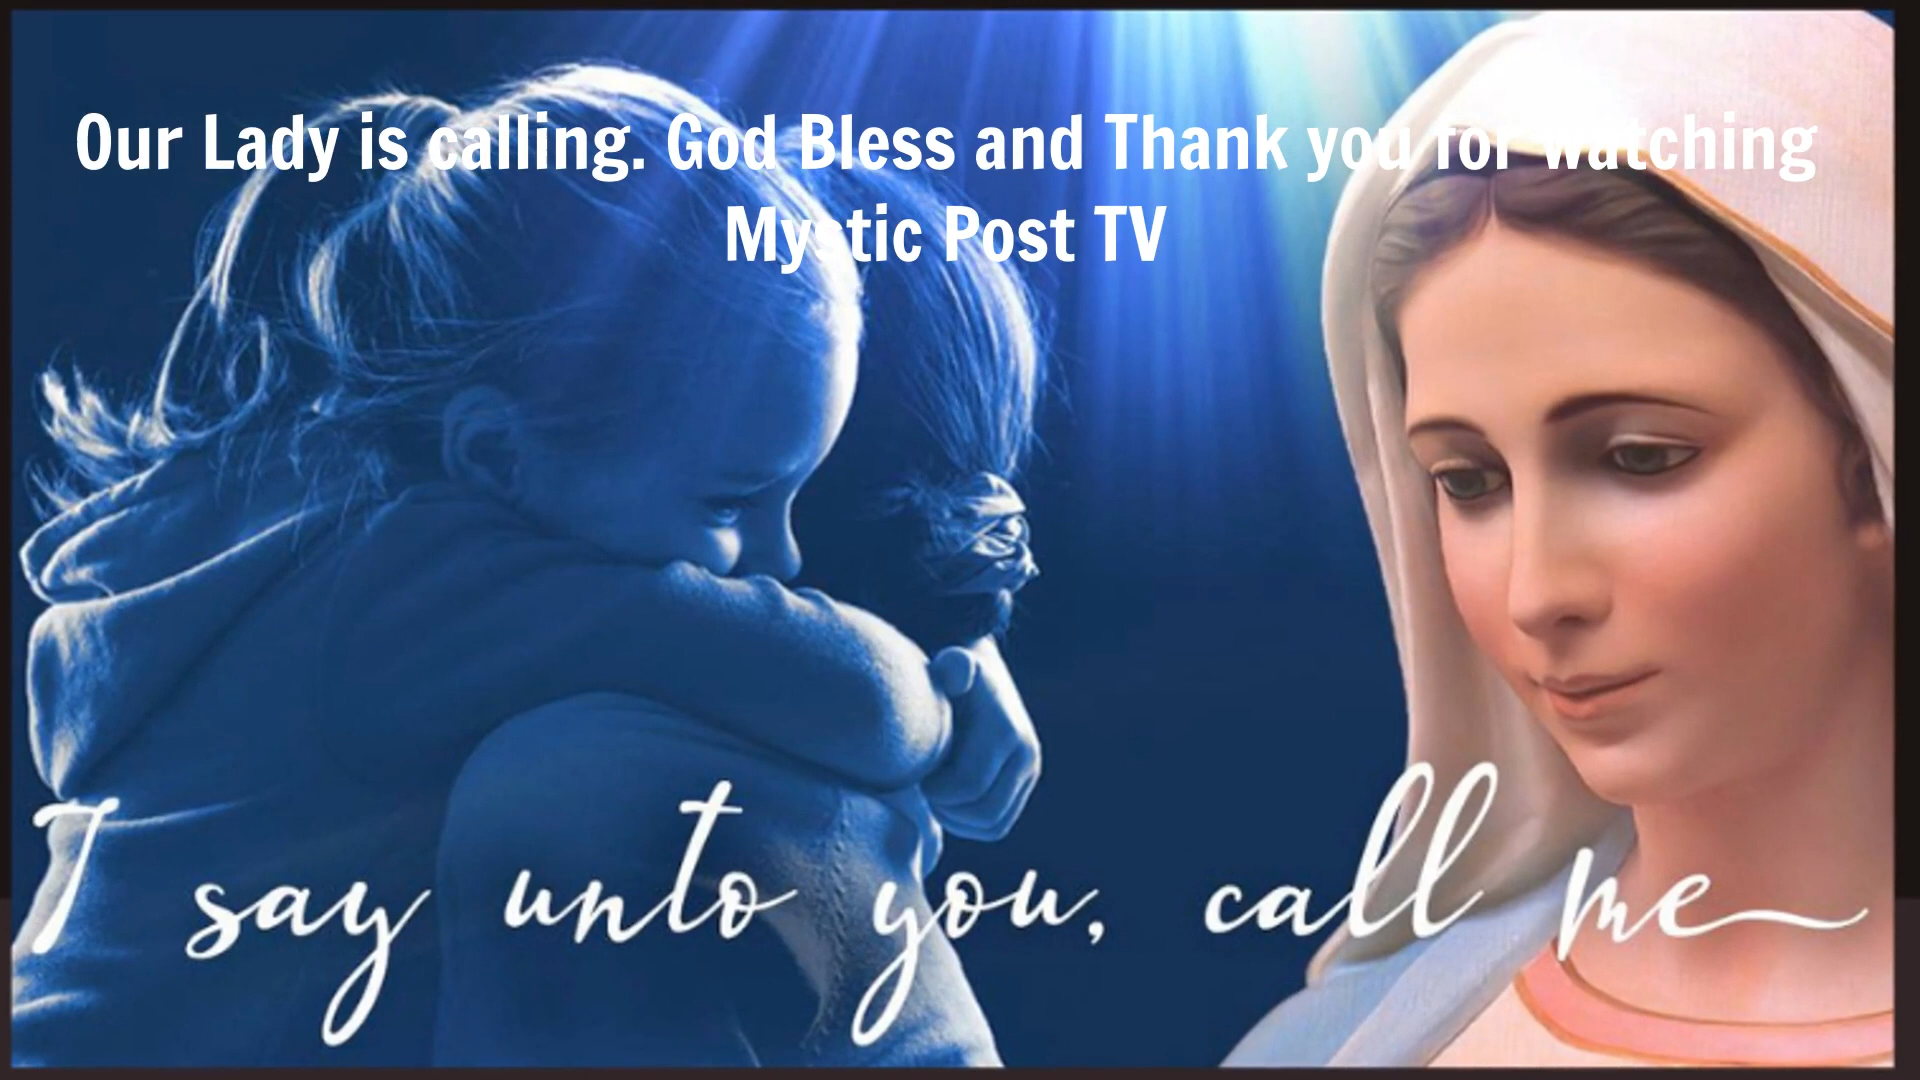 Our Lady is calling. God Bless and Thank you for watching
Mystic Post TV
I say unto you, call me